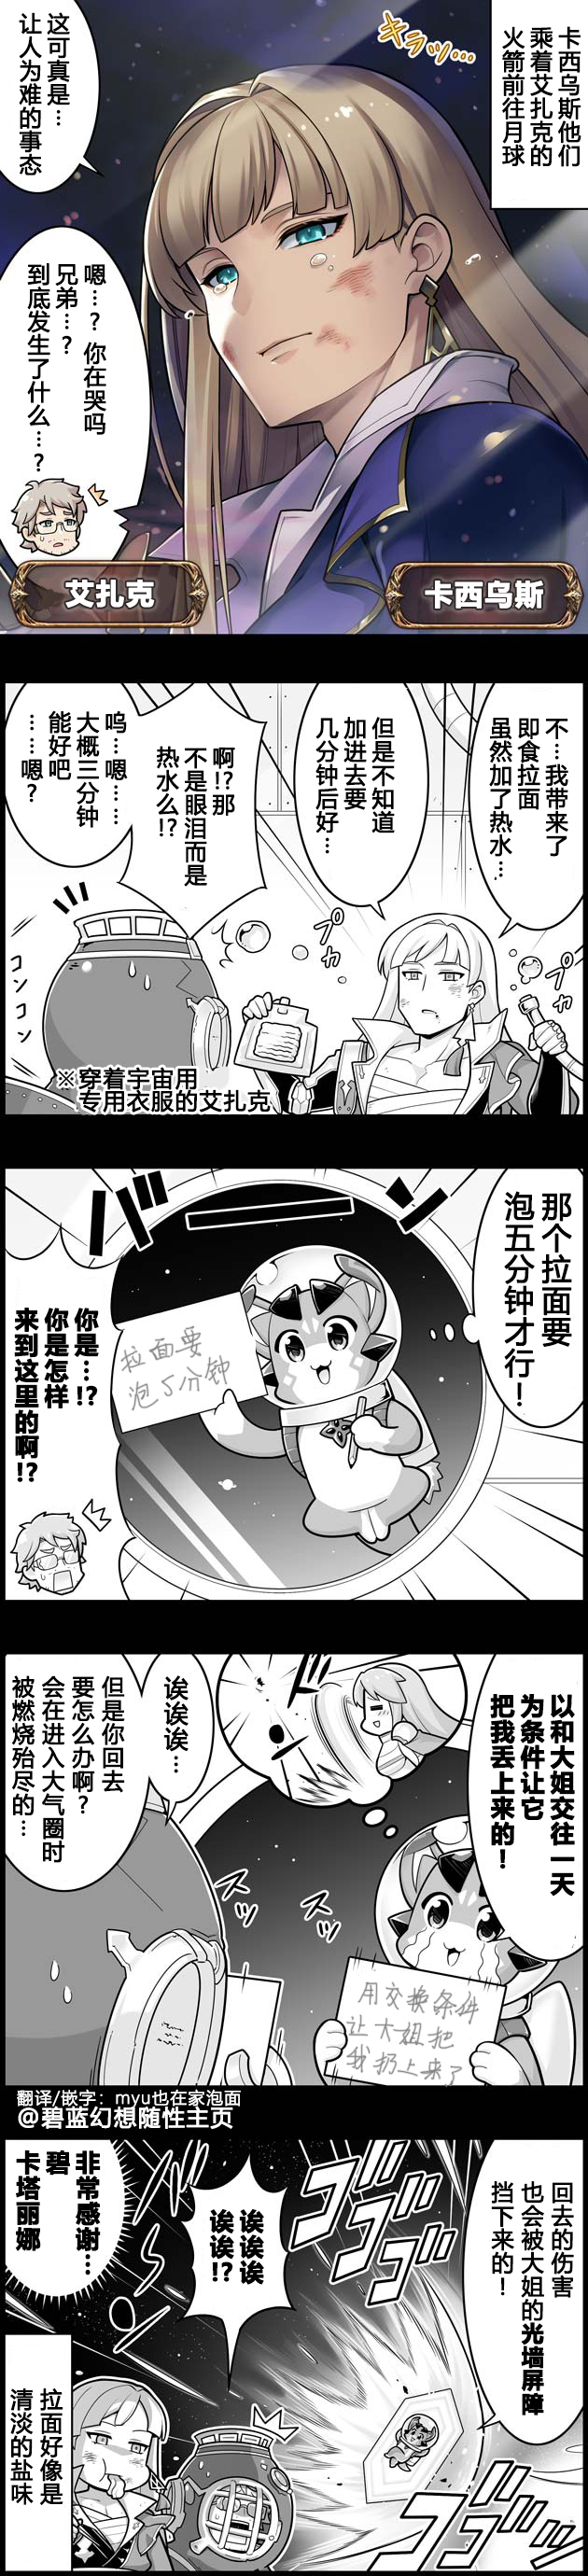 卡西乌斯他们
乘着艾扎克的
火箭前往月球
キラッ…
这可真是…
让人为难的事态
嗯…？你在哭吗
兄弟…？
到底发生了什么…？
艾扎克
卡西乌斯
不…我带来了
即食拉面
虽然加了热水…
但是不知道
加进去要
几分钟后好…
啊!?那
不是眼泪而是
热水么!?
呜…嗯……
大概三分钟
能好吧
……嗯？
プカ
プカ
コンコン
※穿着宇宙用
专用衣服的艾扎克
那个拉面要
泡五分钟才行！
拉面要
泡5分钟
你是…!?
你是怎样
来到这里的啊!?
以和大姐交往一天
为条件让它
把我丢上来的！
诶诶诶…
但是你回去
要怎么办啊？
会在进入大气圈时
被燃烧殆尽的…
スッ
スッ
用交换条件
让大姐把
我扔上来了
翻译/嵌字：myu也在家泡面
@碧蓝幻想随性主页
回去的伤害
也会被大姐的光墙屏障
挡下来的！
ゴゴゴ
诶诶诶
诶诶!?
非常感谢…
碧
卡塔丽娜
ゴゴゴ
拉面好像是
清淡的盐味